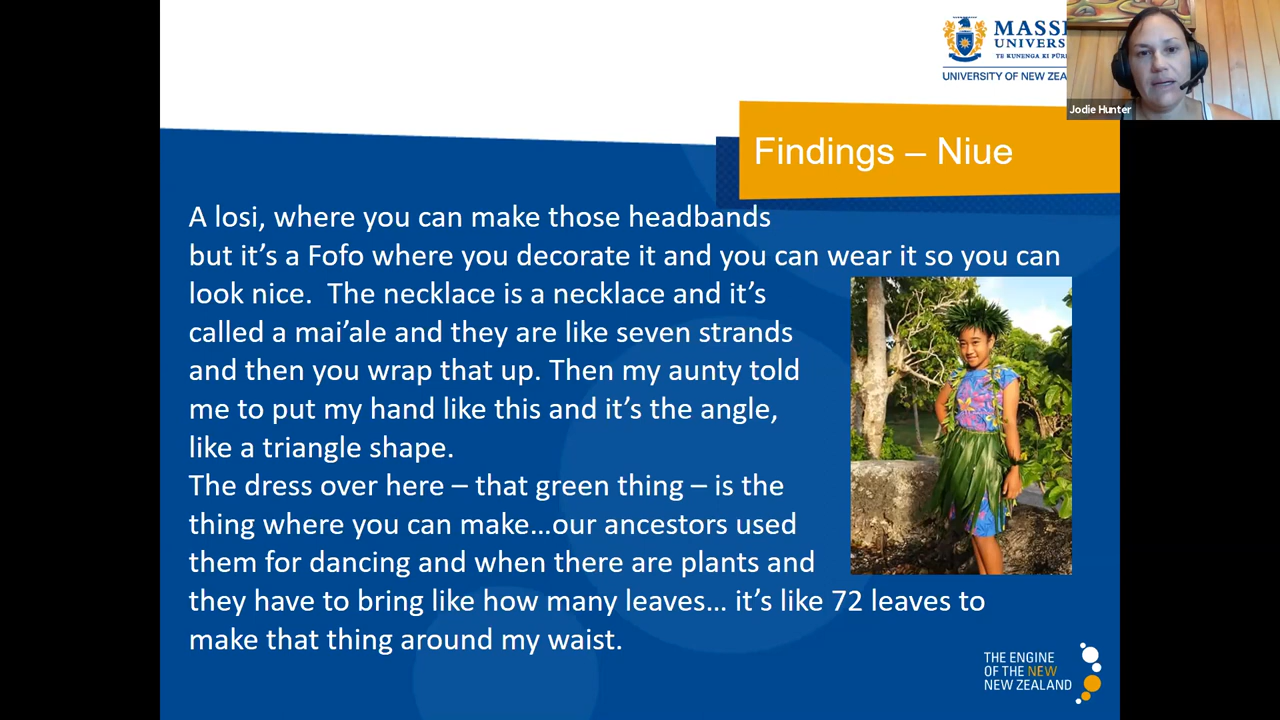 MASSE
UNIVERS
TE KUNENGA KI PŪR
UNIVERSITY OF NEW ZEA
Jodie Hunter
Findings – Niue
A losi, where you can make those headbands
but it’s a Fofo where you decorate it and you can wear it so you can
look nice.  The necklace is a necklace and it’s
called a mai’ale and they are like seven strands
and then you wrap that up. Then my aunty told
me to put my hand like this and it’s the angle,
like a triangle shape.
The dress over here – that green thing – is the
thing where you can make…our ancestors used
them for dancing and when there are plants and
they have to bring like how many leaves… it’s like 72 leaves to
make that thing around my waist.
THE ENGINE
OF THE NEW
NEW ZEALAND